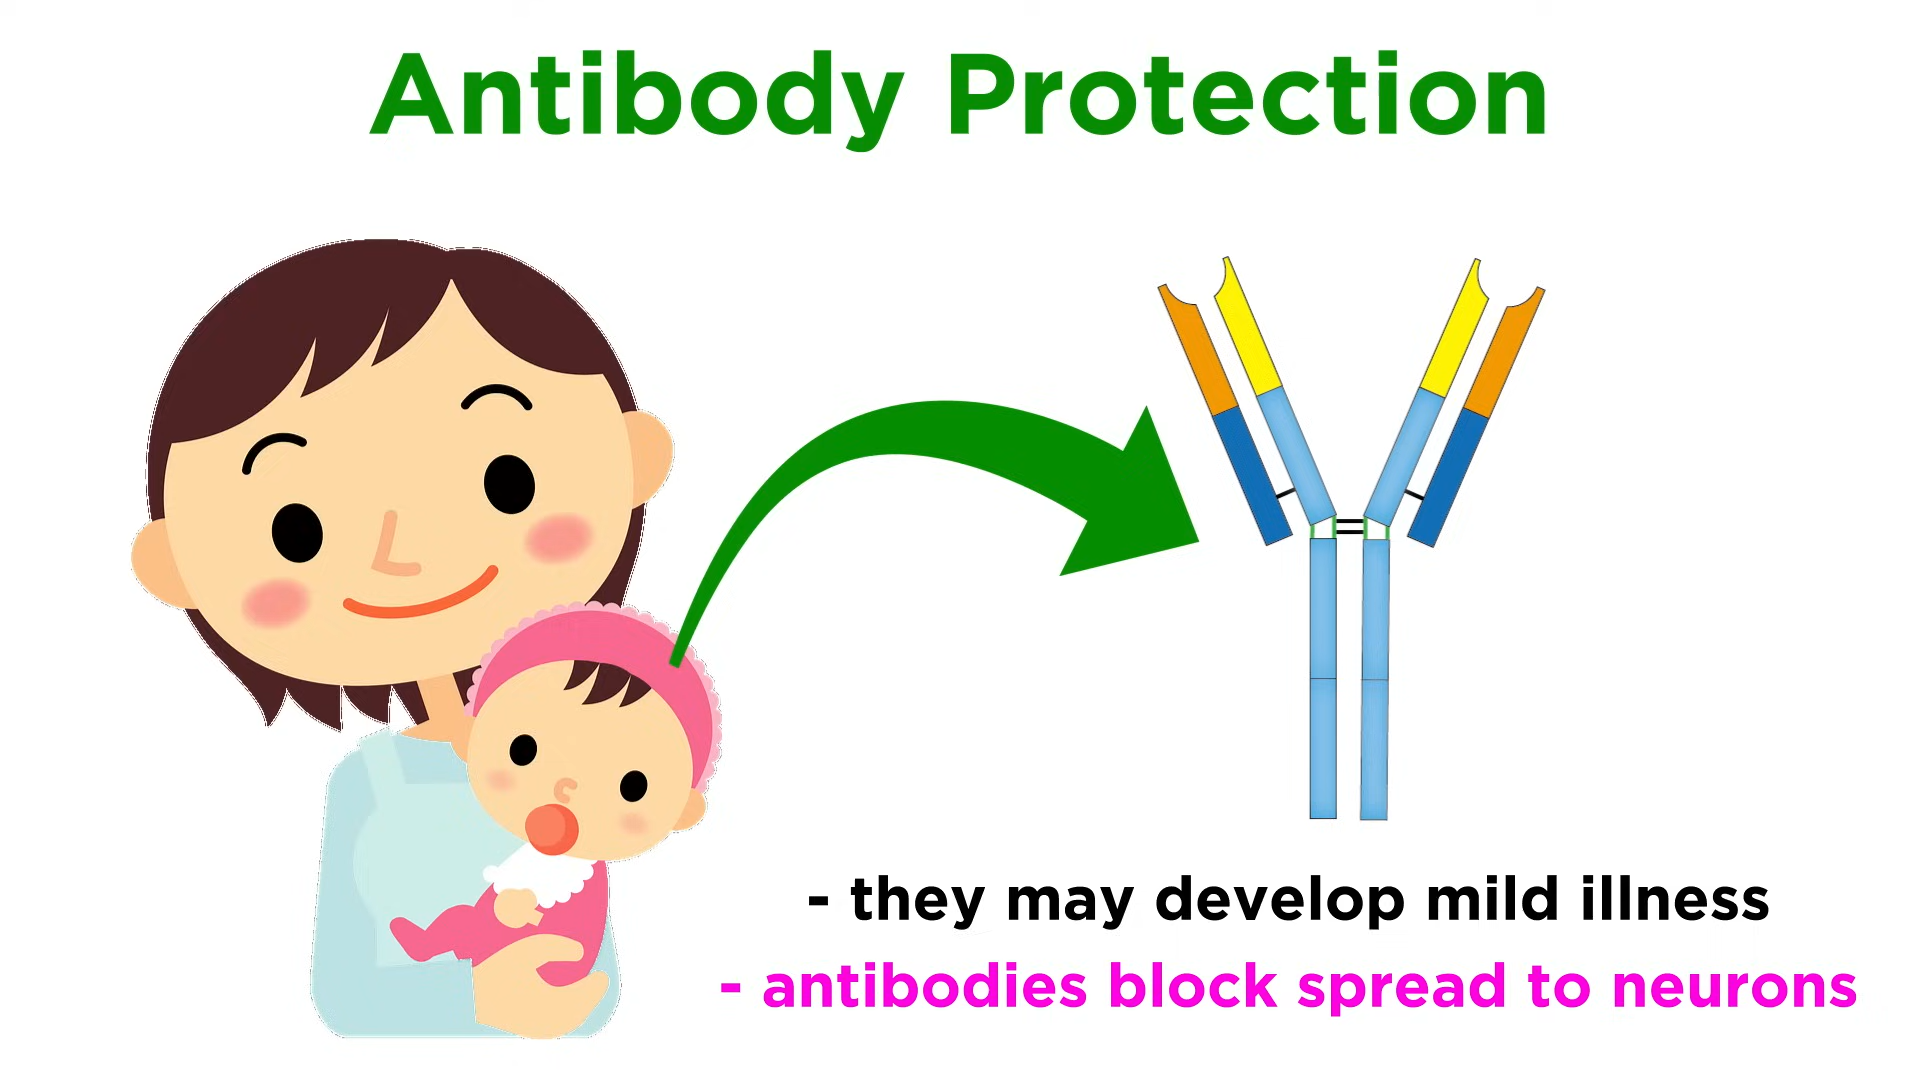 Antibody Protection
- they may develop mild illness
- antibodies block spread to neurons